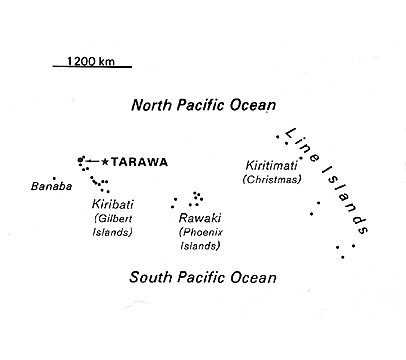 1200 km
North Pacific Ocean
TARAWA
Banaba
Kiribati
(Gilbert
Islands)
Rawaki
(Phoenix
Islands)
Kiritimati
(Christmas)
Line Islands
South Pacific Ocean